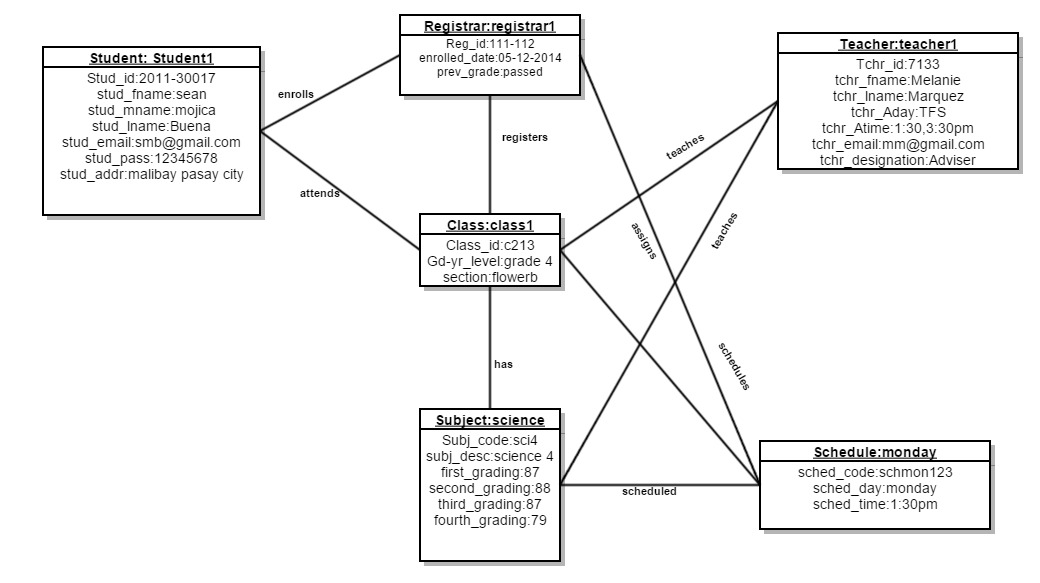 Registrar:registrar1
Reg_id:111-112
enrolled_date:05-12-2014
prev_grade:passed
Student: Student1
Stud_id:2011-30017
stud_fname:sean
stud_mname:mojica
stud_lname:Buena
stud_email:smb@gmail.com
stud_pass:12345678
stud_addr:malibay pasay city
Teacher:teacher1
Tchr_id:7133
tchr_fname:Melanie
tchr_lname:Marquez
tchr_Aday:TFS
tchr_Atime:1:30,3:30pm
tchr_email:mm@gmail.com
tchr_designation:Adviser
enrolls
registers
teaches
attends
assigns
teaches
Class:class1
Class_id:c213
Gd-yr_level:grade 4
section:flowerb
has
schedules
Subject:science
Subj_code:sci4
subj_desc:science 4
first_grading:87
second_grading:88
third_grading:87
fourth_grading:79
scheduled
Schedule:monday
sched_code:schmon123
sched_day:monday
sched_time:1:30pm